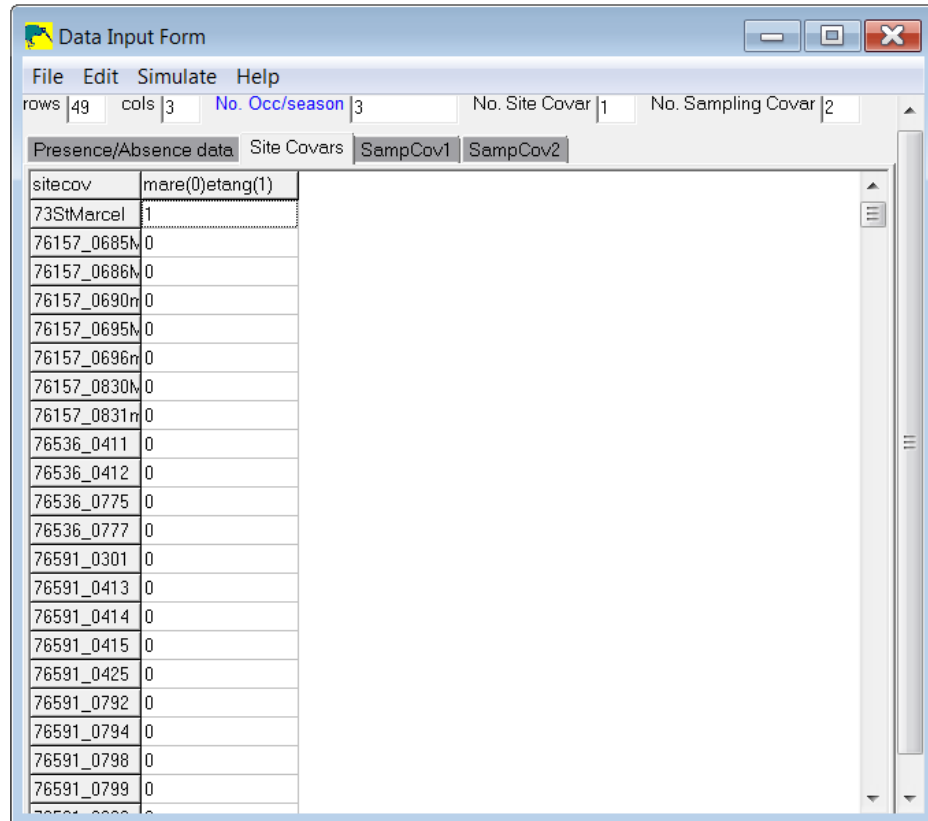 Data Input Form
File Edit Simulate Help
rows 49 cols 3 No. Occ/season 3 No. Site Covar 1 No. Sampling Covar 2
Presence/Absence data Site Covars SampCov1 SampCov2
sitecov mare(0)etang(1)
73StMarcel 1
76157_0685M 0
76157_0686M 0
76157_0690m 0
76157_0695M 0
76157_0696m 0
76157_0830M 0
76157_0831m 0
76536_0411 0
76536_0412 0
76536_0775 0
76536_0777 0
76591_0301 0
76591_0413 0
76591_0414 0
76591_0415 0
76591_0425 0
76591_0792 0
76591_0794 0
76591_0798 0
76591_0799 0